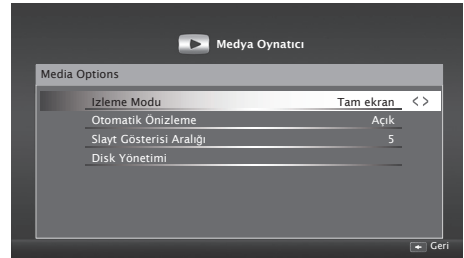 Medya Oynatıcı
Media Options
Izleme Modu Tam ekran < >
Otomatik Önizleme Açık
Slayt Gösterisi Aralığı 5
Disk Yönetimi
Geri